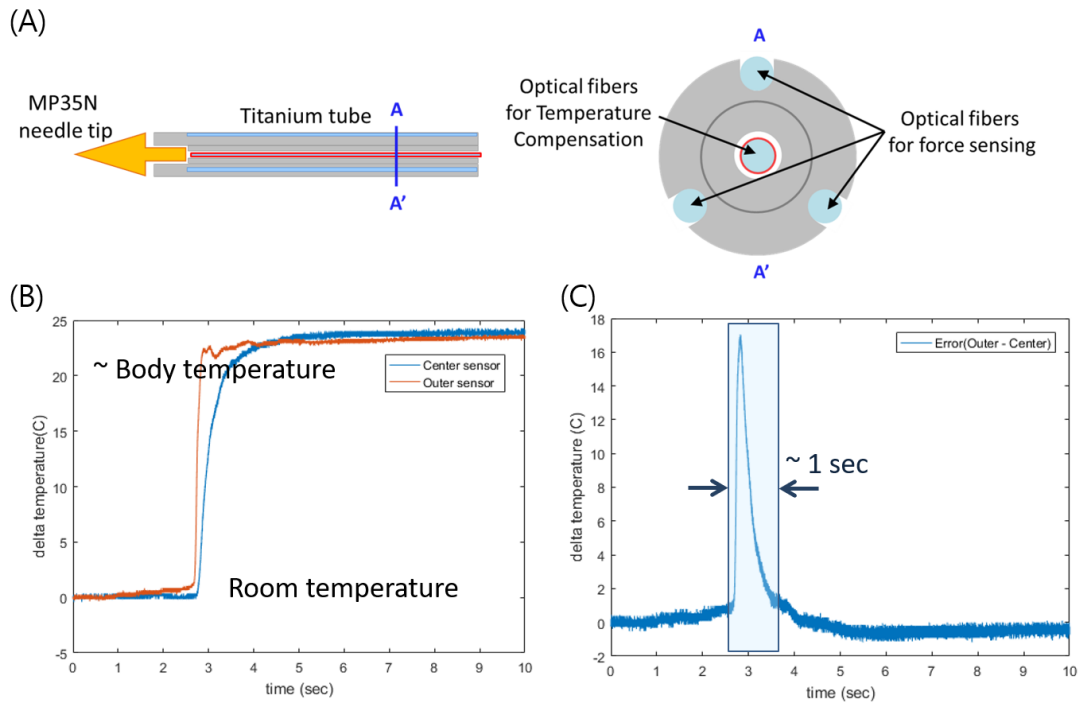 (A)
MP35N
needle tip
Titanium tube
A
A'
A
Optical fibers
for Temperature
Compensation
Optical fibers
for force sensing
A'
(B)
25
20
15
10
5
0
-5
delta temperature(C)
~ Body temperature
Center sensor
Outer sensor
Room temperature
0 1 2 3 4 5 6 7 8 9 10
time (sec)
(C)
18
16
14
12
10
8
6
4
2
0
-2
delta temperature (C)
Error(Outer - Center)
~ 1 sec
0 1 2 3 4 5 6 7 8 9 10
time (sec)